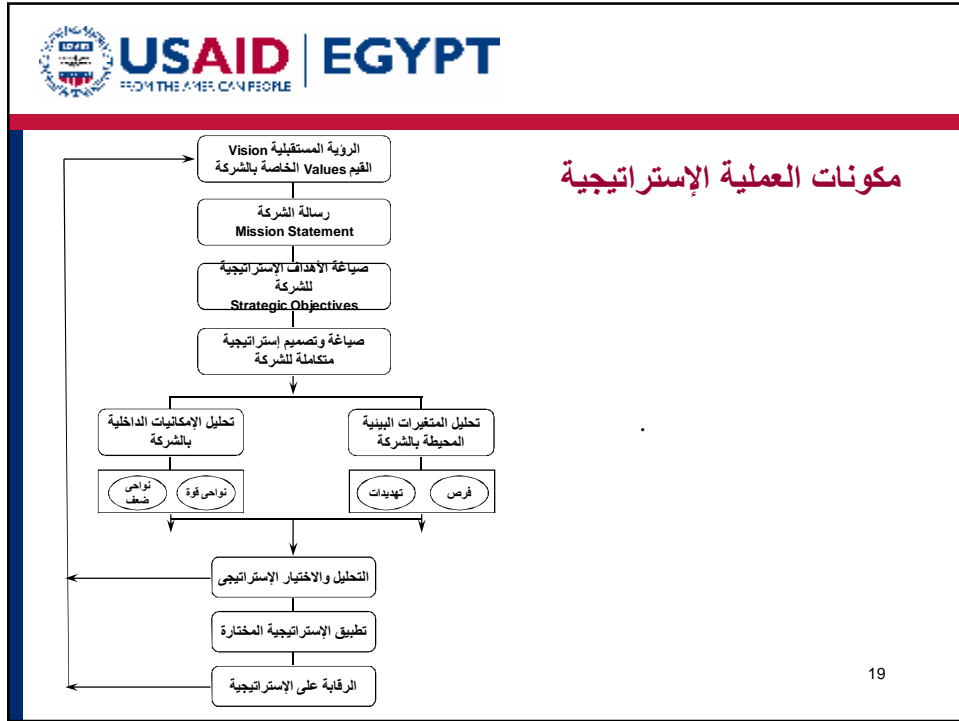 USAID | EGYPT
FROM THE AMERICAN PEOPLE
مكونات العملية الإستراتيجية
الرؤية المستقبلية Vision
القيم Values الخاصة بالشركة
رسالة الشركة
Mission Statement
صياغة الأهداف الإستراتيجية
للشركة
Strategic Objectives
صياغة وتصميم إستراتيجية
متكاملة للشركة
تحليل المتغيرات البيئية
المحيطة بالشركة
تحليل الإمكانيات الداخلية
بالشركة
فرص
تهديدات
نواحى قوة
نواحى
ضعف
.
التحليل والاختيار الإستراتيجى
تطبيق الإستراتيجية المختارة
الرقابة على الإستراتيجية
19